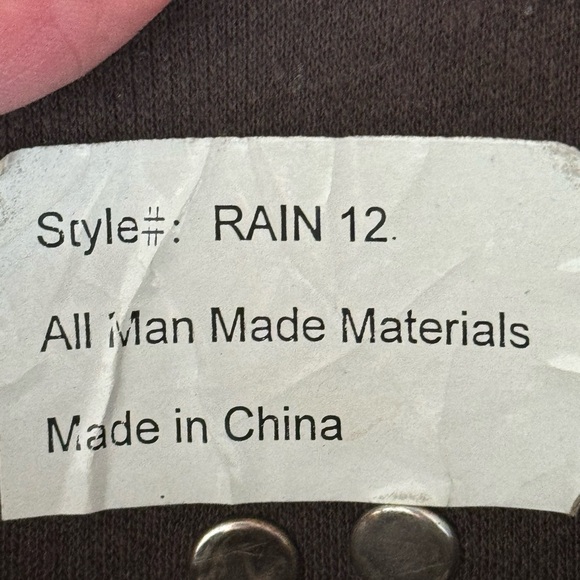 Style#: RAIN 12.
All Man Made Materials
Made in China